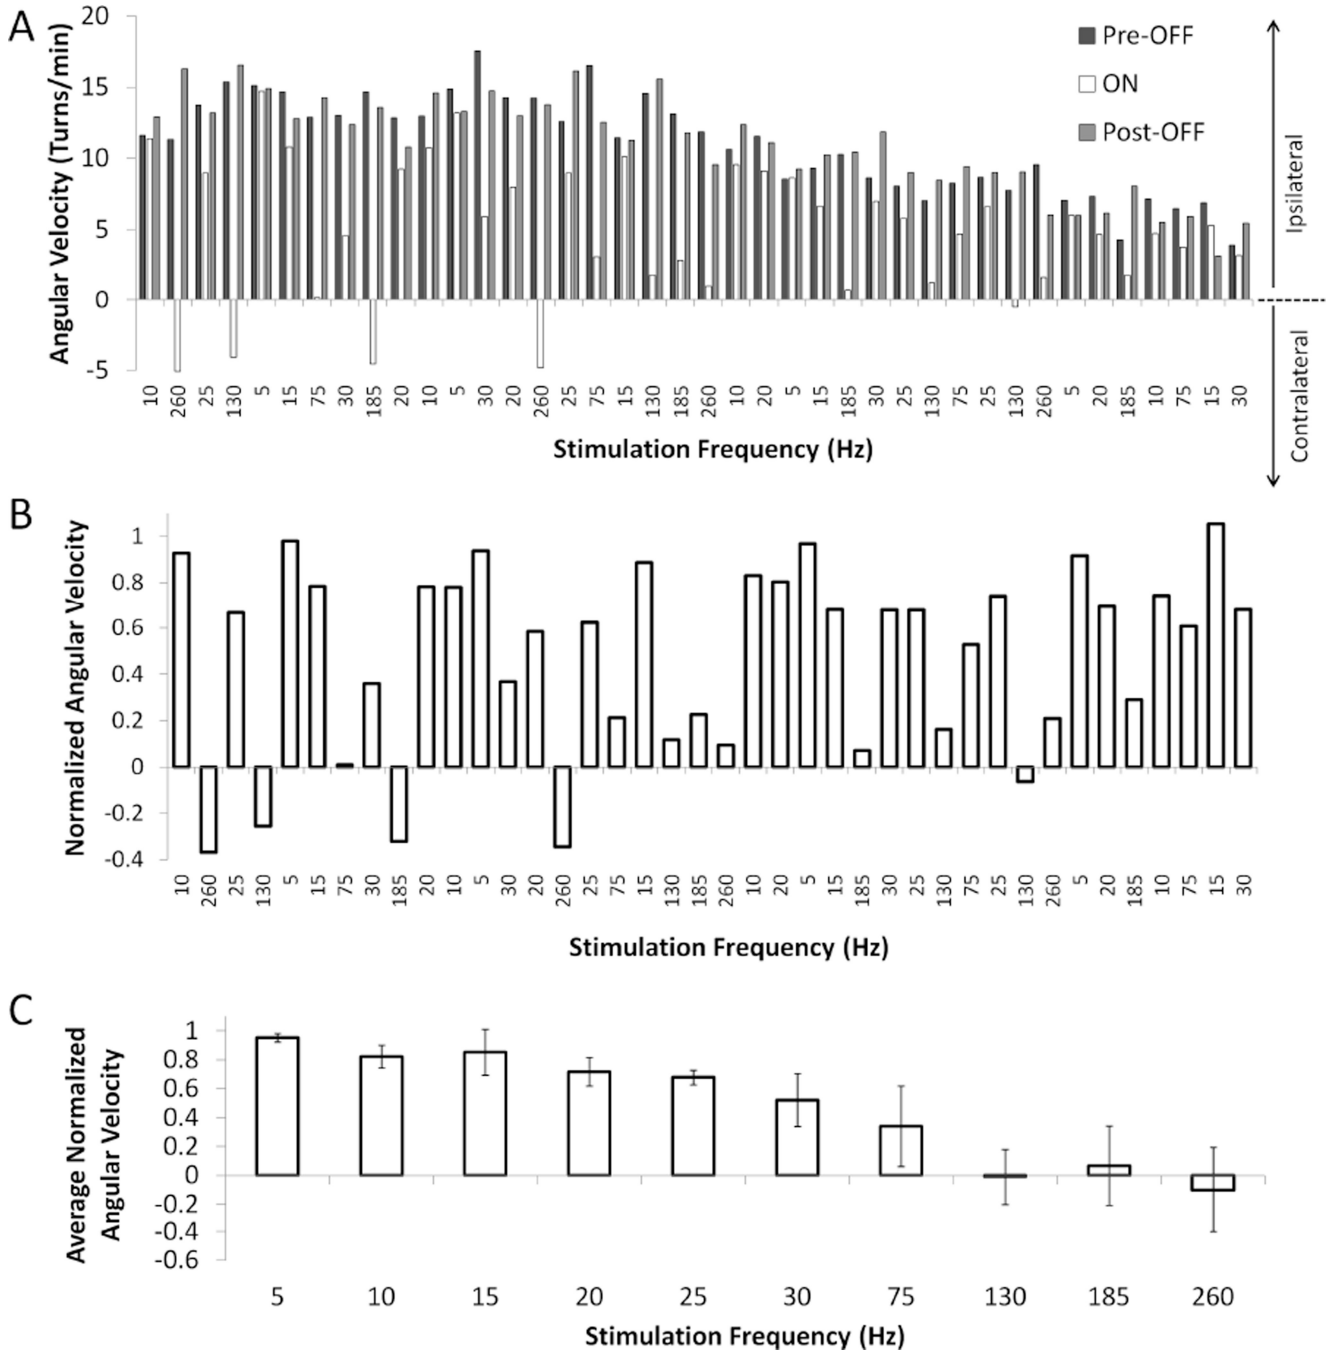 A
Angular Velocity (Turns/min)
20
15
10
5
0
-5
Pre-OFF
ON
Post-OFF
Ipsilateral
Contralateral
10 260 25 130 5 15 75 30 185 20 10 5 30 20 260 25 75 15 130 185 260 10 20 5 15 185 30 25 130 75 25 130 260 5 20 185 10 75 15 30
Stimulation Frequency (Hz)
B
Normalized Angular Velocity
1
0.8
0.6
0.4
0.2
0
-0.2
-0.4
10 260 25 130 5 15 75 30 185 20 10 5 30 20 260 25 75 15 130 185 260 10 20 5 15 185 30 25 130 75 25 130 260 5 20 185 10 75 15 30
Stimulation Frequency (Hz)
C
Average Normalized
Angular Velocity
1
0.8
0.6
0.4
0.2
0
-0.2
-0.4
-0.6
5 10 15 20 25 30 75 130 185 260
Stimulation Frequency (Hz)